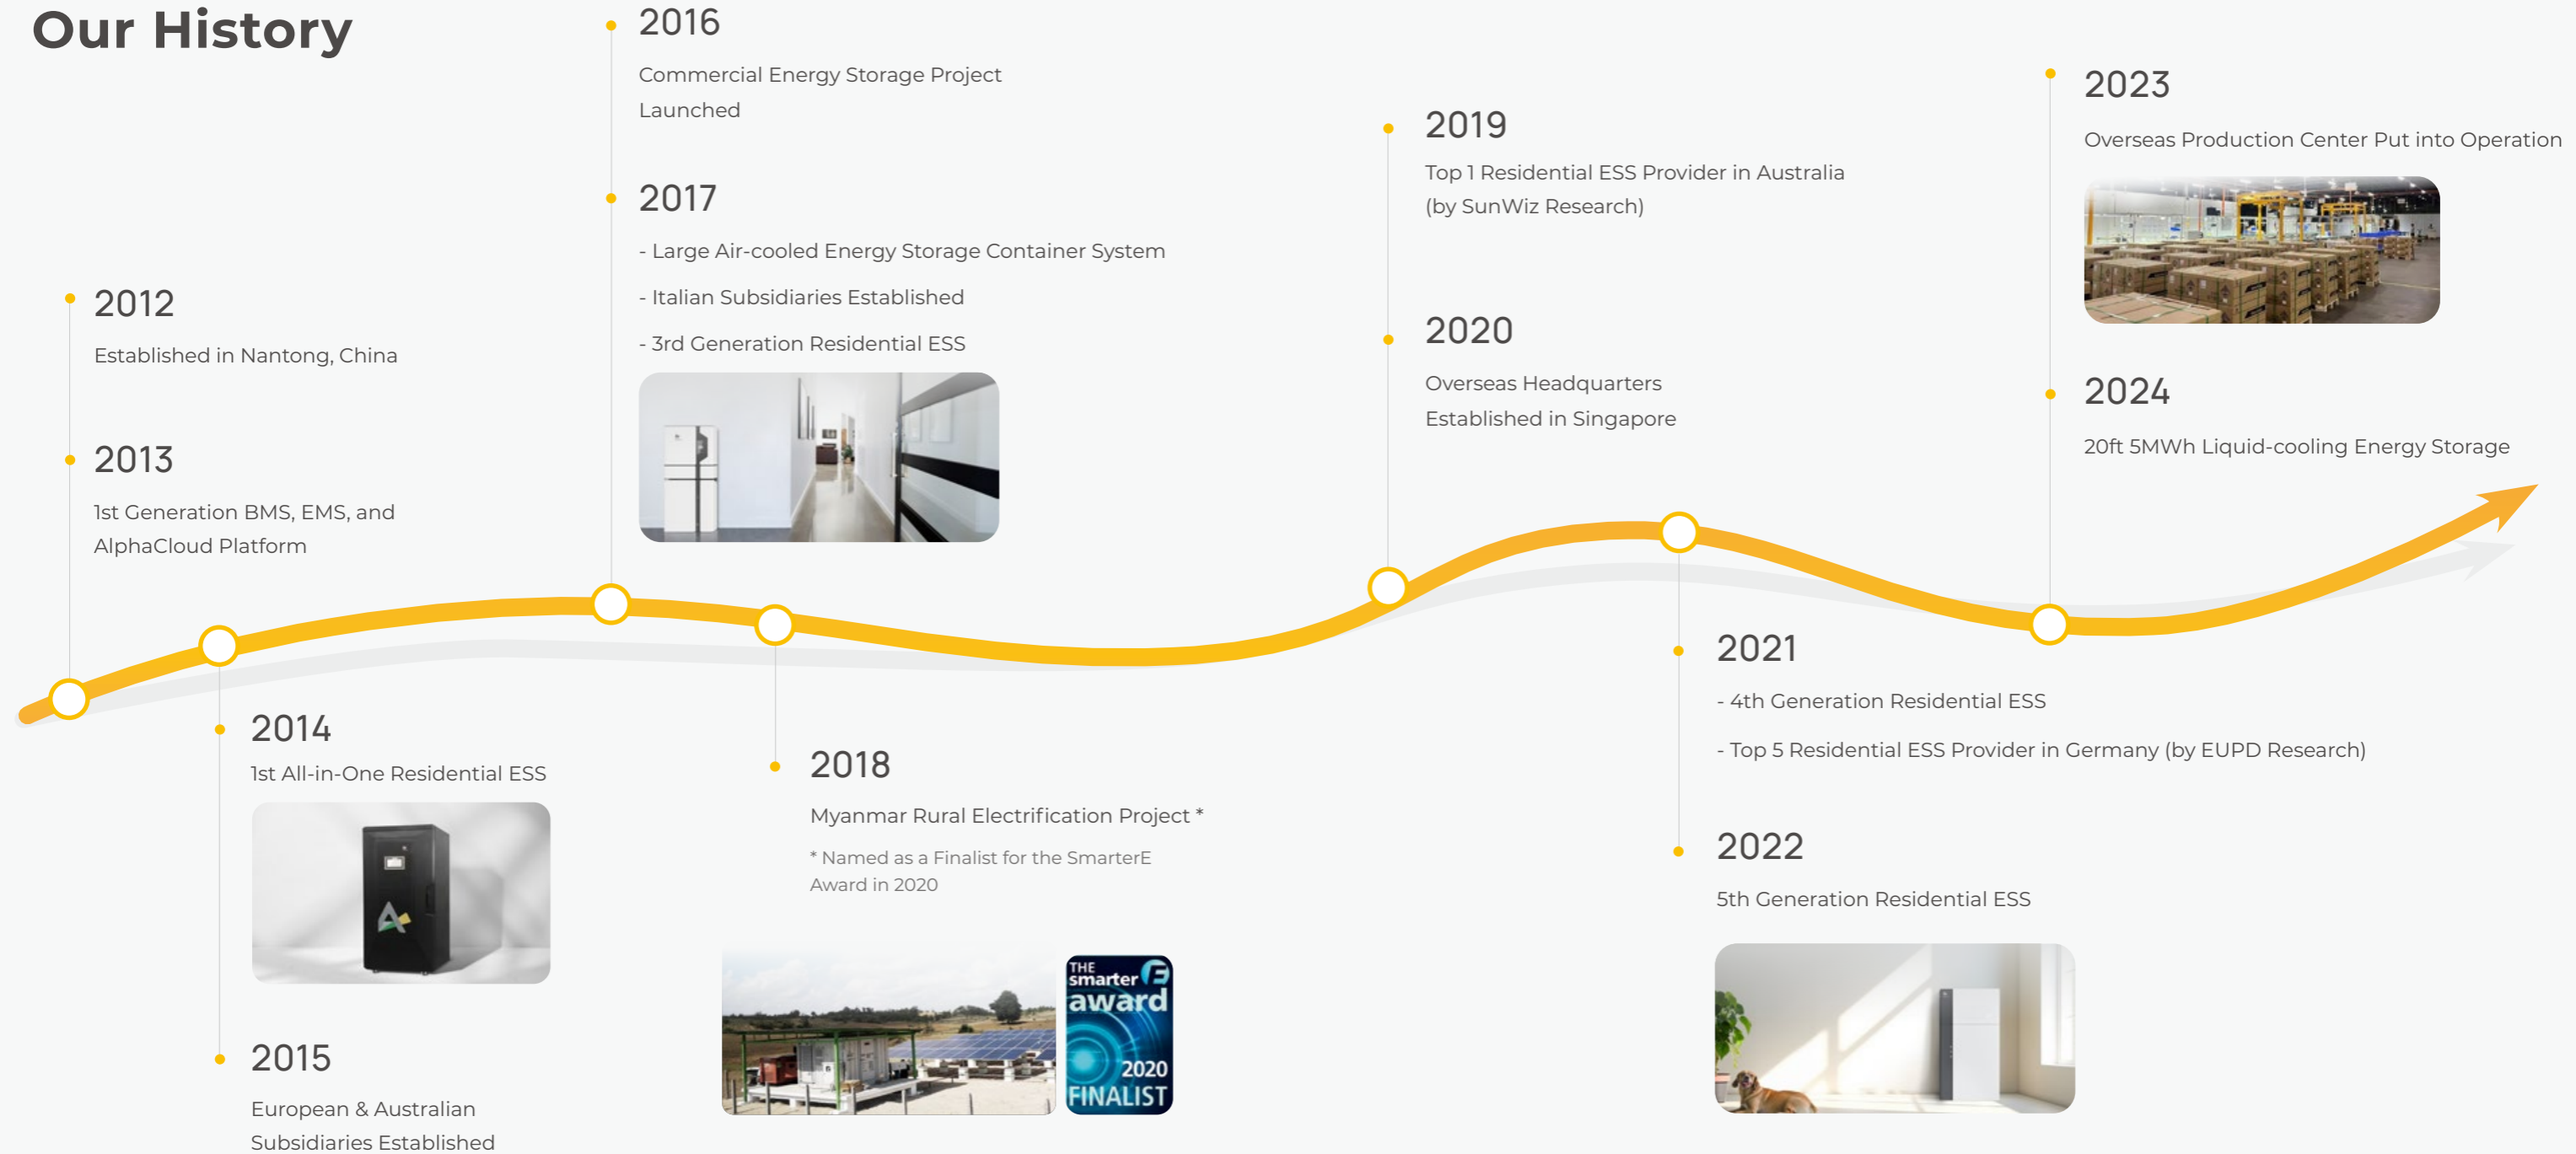 Our History
2012
Established in Nantong, China
2013
1st Generation BMS, EMS, and
AlphaCloud Platform
2014
1st All-in-One Residential ESS
2015
European & Australian
Subsidiaries Established
2016
Commercial Energy Storage Project
Launched
2017
- Large Air-cooled Energy Storage Container System
- Italian Subsidiaries Established
- 3rd Generation Residential ESS
2018
Myanmar Rural Electrification Project *
* Named as a Finalist for the SmarterE
Award in 2020
THE
smarter E
award
2020
FINALIST
2019
Top 1 Residential ESS Provider in Australia
(by SunWiz Research)
2020
Overseas Headquarters
Established in Singapore
2021
- 4th Generation Residential ESS
- Top 5 Residential ESS Provider in Germany (by EUPD Research)
2022
5th Generation Residential ESS
2023
Overseas Production Center Put into Operation
2024
20ft 5MWh Liquid-cooling Energy Storage